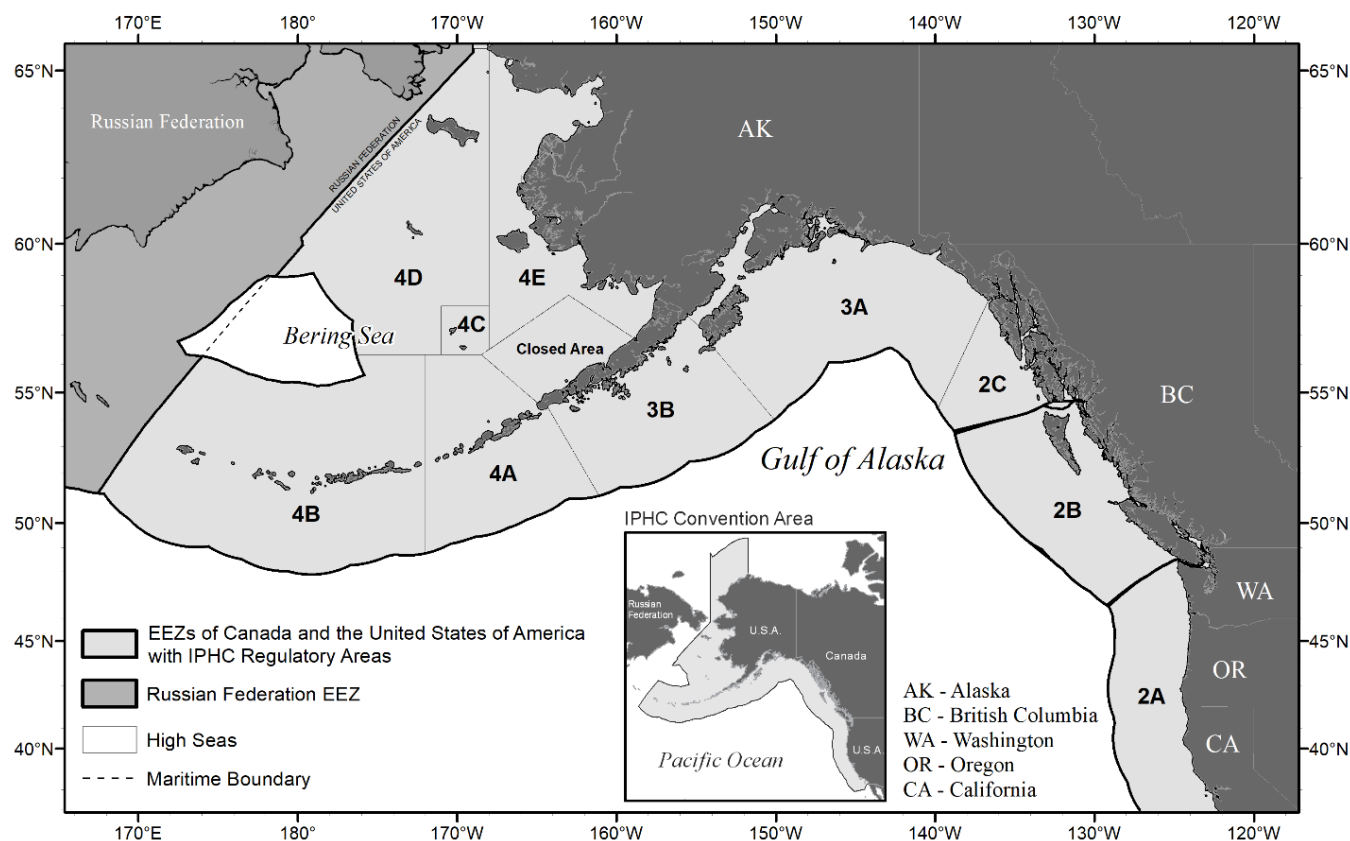 170°E 180° 170°W 160°W 150°W 140°W 130°W 120°W
65°N 65°N
Russian Federation
AK
RUSSIAN FEDERATION
UNITED STATES OF AMERICA
60°N 60°N
4D 4E 3A
4C
Bering Sea
Closed Area
2C
55°N BC 55°N
3B
Gulf of Alaska
4A
4B 2B
50°N 50°N
IPHC Convention Area
Russian
Federation
U.S.A.
Canada
U.S.A.
Pacific Ocean
WA
45°N 45°N
OR
2A
CA
40°N 40°N
EEZs of Canada and the United States of America
with IPHC Regulatory Areas
Russian Federation EEZ
High Seas
Maritime Boundary
AK - Alaska
BC - British Columbia
WA - Washington
OR - Oregon
CA - California
170°E 180° 170°W 160°W 150°W 140°W 130°W 120°W